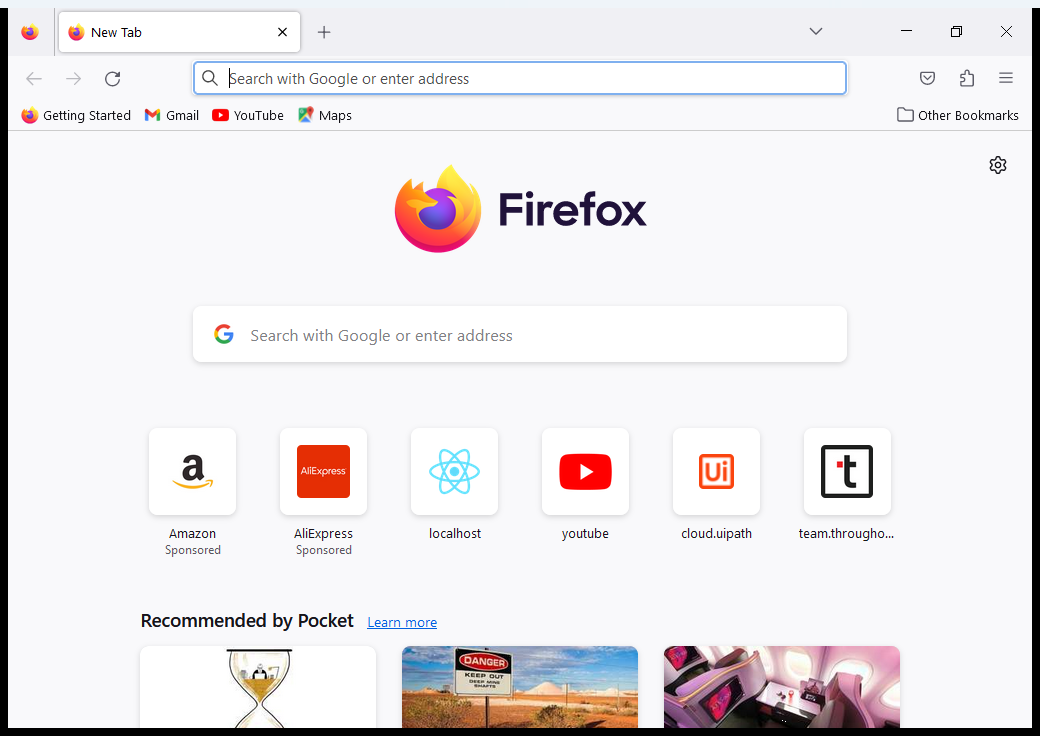 New Tab
Search with Google or enter address
Getting Started Gmail YouTube Maps Other Bookmarks
Firefox
Search with Google or enter address
a AliExpress Ui t
Amazon AliExpress localhost youtube cloud.uipath team.througho...
Sponsored Sponsored
Recommended by Pocket Learn more
DANGER
KEEP OUT
DEEP MINE
SHAFTS